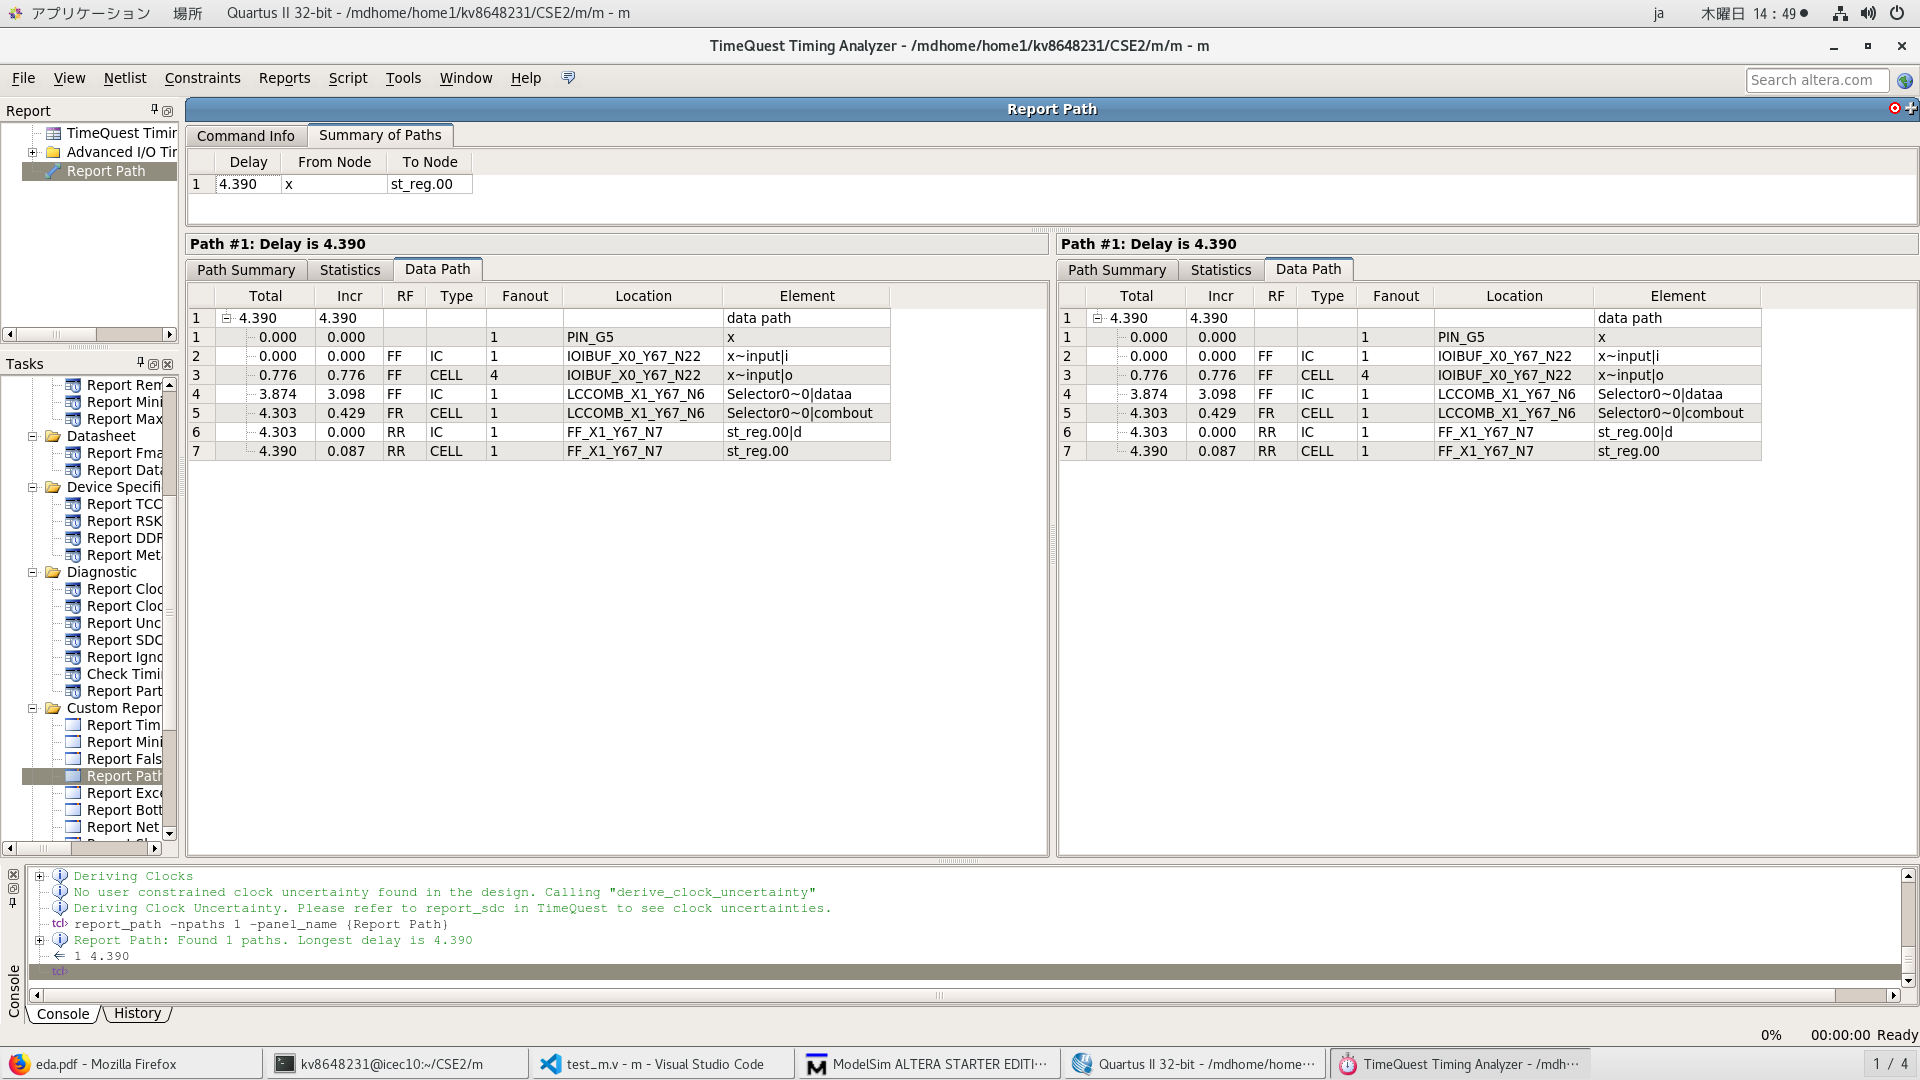 アプリケーション 場所 Quartus II 32-bit - /mdhome/home1/kv8648231/CSE2/m/m - m ja 木曜日 14：49
TimeQuest Timing Analyzer - /mdhome/home1/kv8648231/CSE2/m/m - m
File View Netlist Constraints Reports Script Tools Window Help Search altera.com
Report
TimeQuest Timin
Advanced I/O Tir
Report Path
Report Path
Command Info Summary of Paths
Delay From Node To Node
1 4.390 x st_reg.00
Path #1: Delay is 4.390
Path Summary Statistics Data Path
Total Incr RF Type Fanout Location Element
1 4.390 4.390 data path
1 0.000 0.000 1 PIN_G5 x
2 0.000 0.000 FF IC 1 IOIBUF_X0_Y67_N22 x~input|i
3 0.776 0.776 FF CELL 4 IOIBUF_X0_Y67_N22 x~input|o
4 3.874 3.098 FF IC 1 LCCOMB_X1_Y67_N6 Selector0~0|dataa
5 4.303 0.429 FR CELL 1 LCCOMB_X1_Y67_N6 Selector0~0|combout
6 4.303 0.000 RR IC 1 FF_X1_Y67_N7 st_reg.00|d
7 4.390 0.087 RR CELL 1 FF_X1_Y67_N7 st_reg.00
Path #1: Delay is 4.390
Path Summary Statistics Data Path
Total Incr RF Type Fanout Location Element
1 4.390 4.390 data path
1 0.000 0.000 1 PIN_G5 x
2 0.000 0.000 FF IC 1 IOIBUF_X0_Y67_N22 x~input|i
3 0.776 0.776 FF CELL 4 IOIBUF_X0_Y67_N22 x~input|o
4 3.874 3.098 FF IC 1 LCCOMB_X1_Y67_N6 Selector0~0|dataa
5 4.303 0.429 FR CELL 1 LCCOMB_X1_Y67_N6 Selector0~0|combout
6 4.303 0.000 RR IC 1 FF_X1_Y67_N7 st_reg.00|d
7 4.390 0.087 RR CELL 1 FF_X1_Y67_N7 st_reg.00
Tasks
Report Rem
Report Mini
Report Max
Datasheet
Report Fma
Report Data
Device Specifi
Report TCC
Report RSK
Report DDF
Report Met
Diagnostic
Report Cloc
Report Cloc
Report Unc
Report SDC
Report Igno
Check Timi
Report Part
Custom Repor
Report Tim
Report Mini
Report Fals
Report Path
Report Exce
Report Bott
Report Net
Deriving Clocks
No user constrained clock uncertainty found in the design. Calling "derive_clock_uncertainty"
Deriving Clock Uncertainty. Please refer to report_sdc in TimeQuest to see clock uncertainties.
tcl> report_path -npaths 1 -panel_name {Report Path}
Report Path: Found 1 paths. Longest delay is 4.390
1 4.390
tcl>
Console
Console History
0% 00:00:00 Ready
eda.pdf - Mozilla Firefox kv8648231@icec10:~/CSE2/m test_m.v - m - Visual Studio Code ModelSim ALTERA STARTER EDITI… Quartus II 32-bit - /mdhome/home… TimeQuest Timing Analyzer - /mdh… 1 / 4